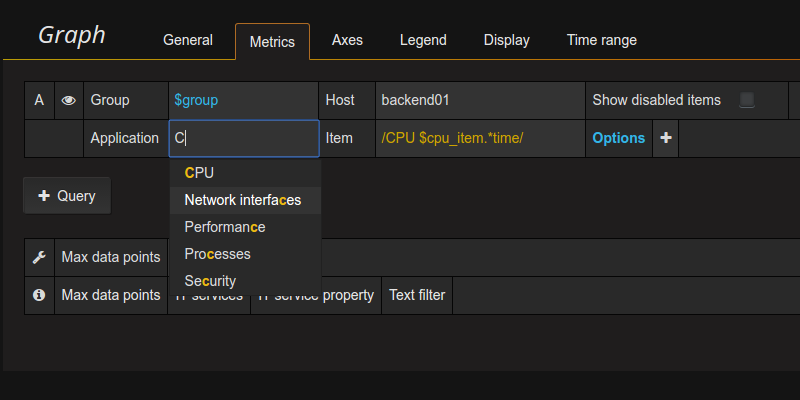 Graph General Metrics Axes Legend Display Time range
A Group $group Host backend01 Show disabled items
Application C Item /CPU $cpu_item.*time/ Options +
CPU
Network interfaces
+ Query
Performance
Processes
Max data points
Security
Max data points IT services IT service property Text filter